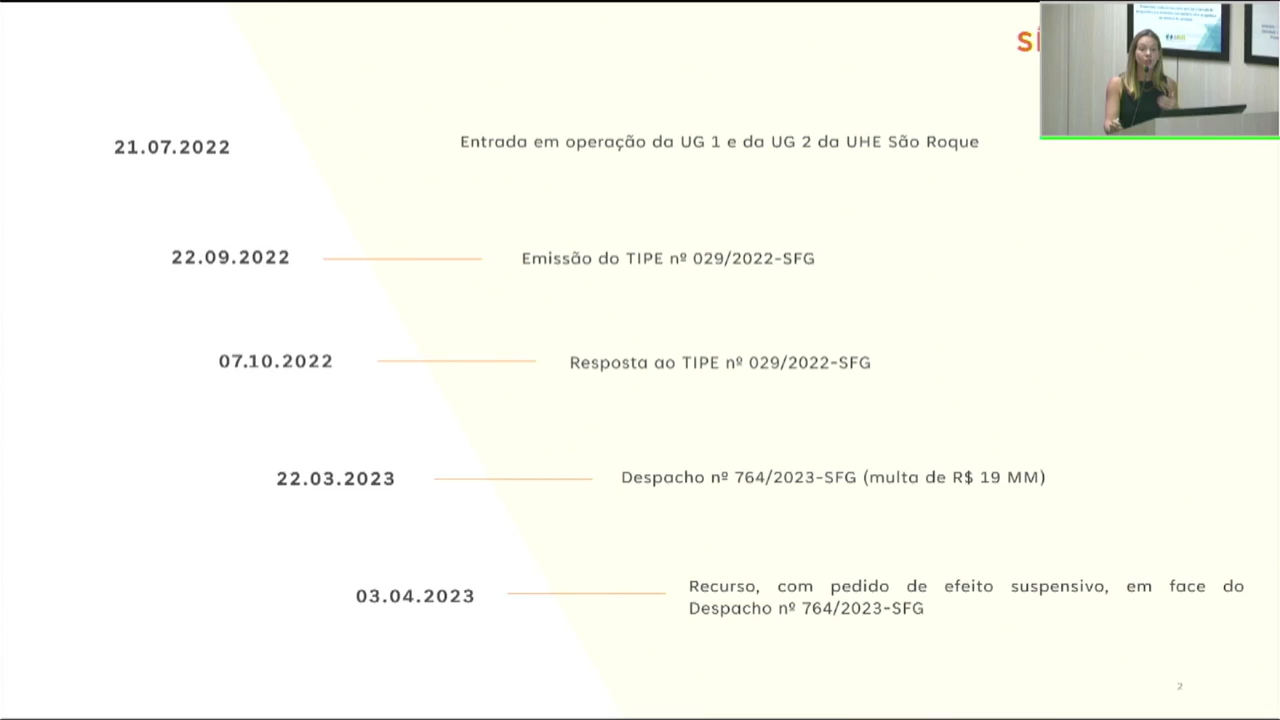 SÍ
21.07.2022
Entrada em operação da UG 1 e da UG 2 da UHE São Roque
22.09.2022
Emissão do TIPE nº 029/2022-SFG
07.10.2022
Resposta ao TIPE nº 029/2022-SFG
22.03.2023
Despacho nº 764/2023-SFG (multa de R$ 19 MM)
03.04.2023
Recurso, com pedido de efeito suspensivo, em face do
Despacho nº 764/2023-SFG
2